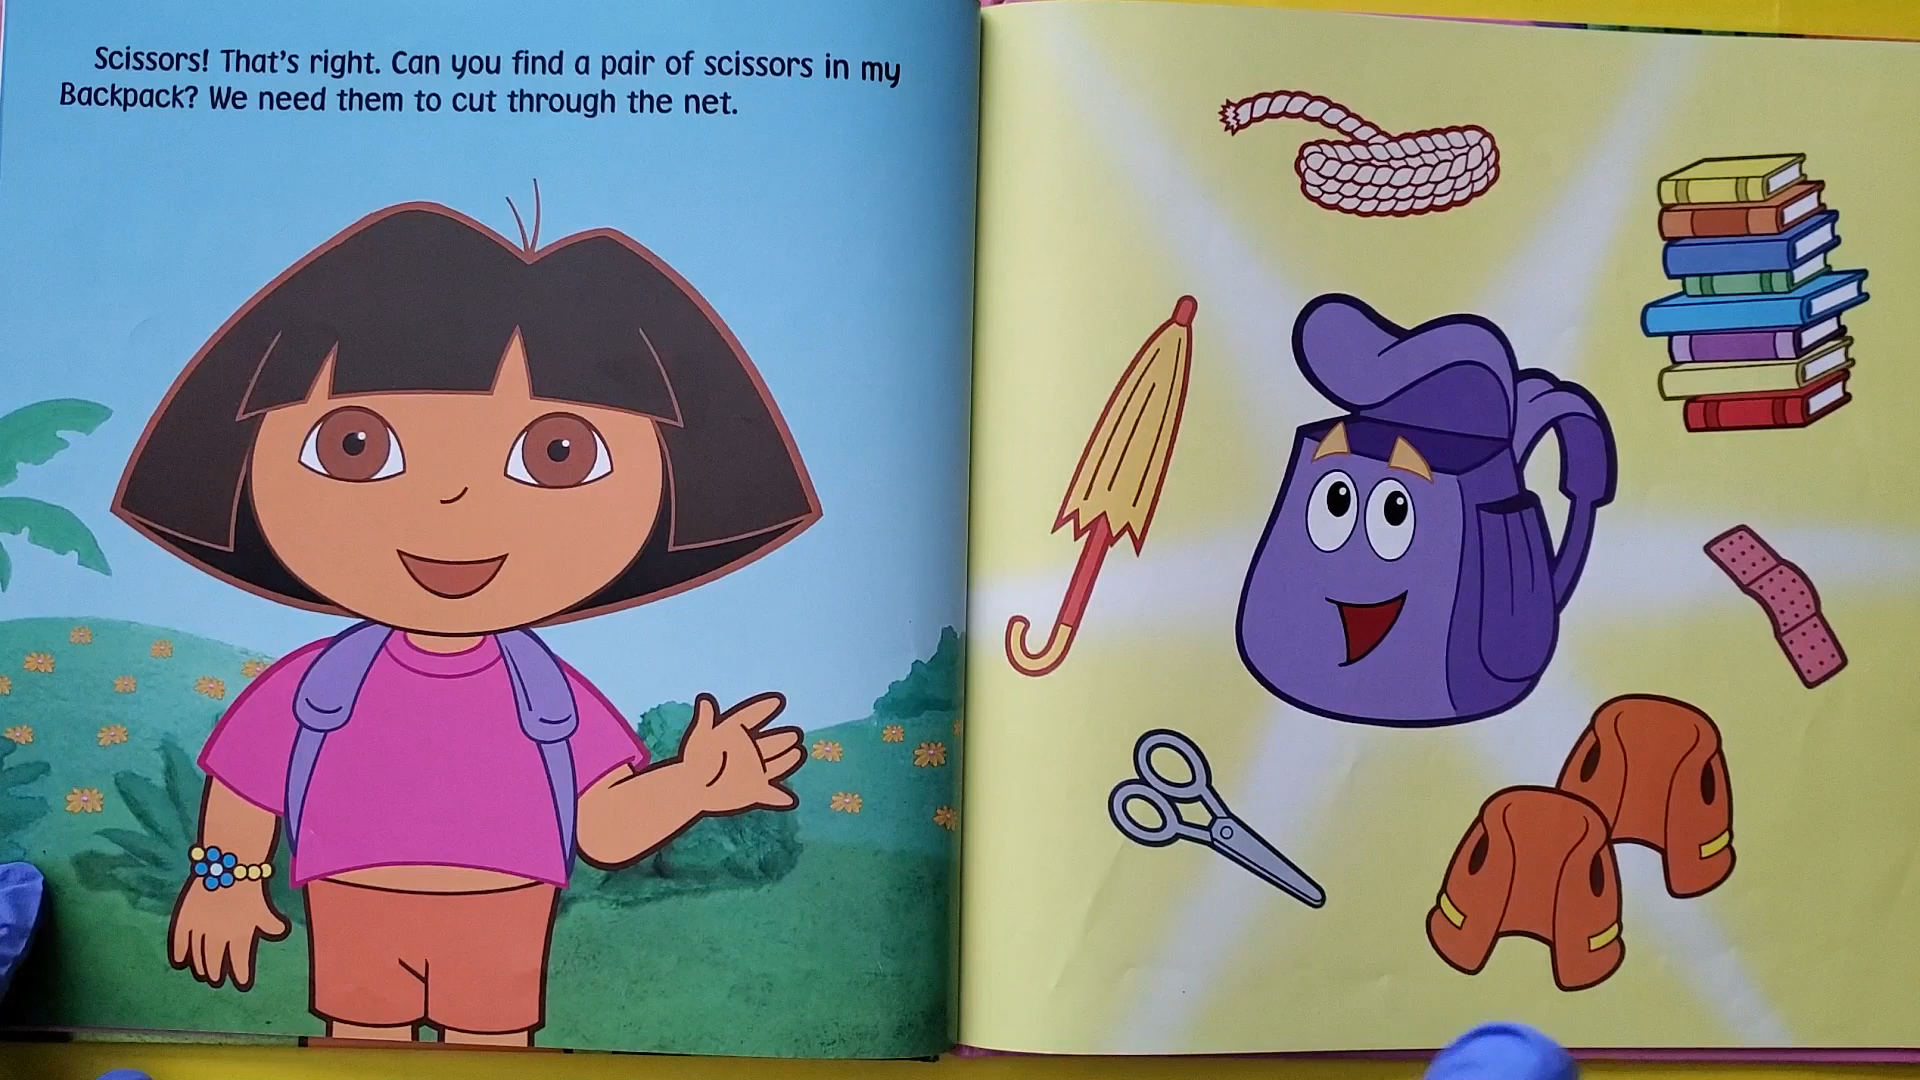 Scissors! That's right. Can you find a pair of scissors in my
Backpack? We need them to cut through the net.